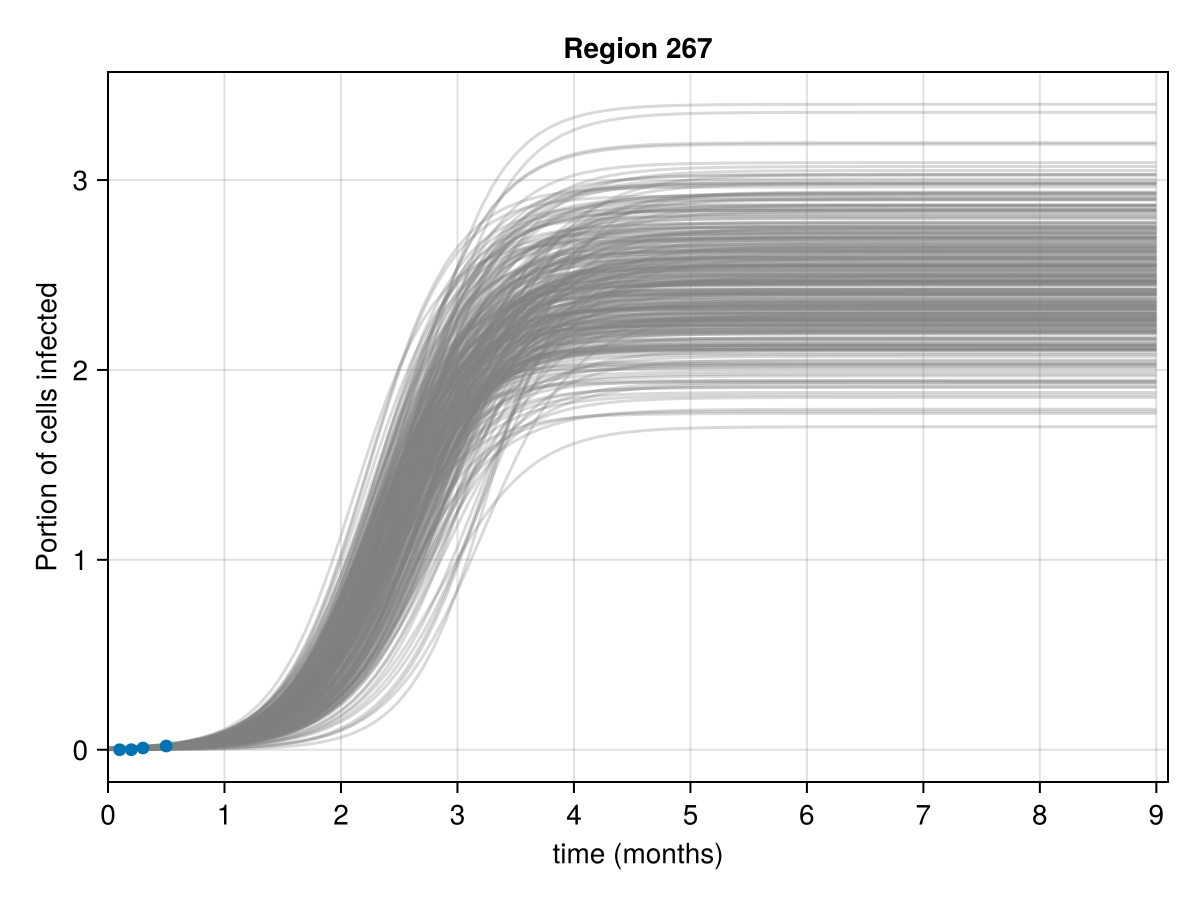 Region 267
Portion of cells infected
3
2
1
0
0 1 2 3 4 5 6 7 8 9
time (months)